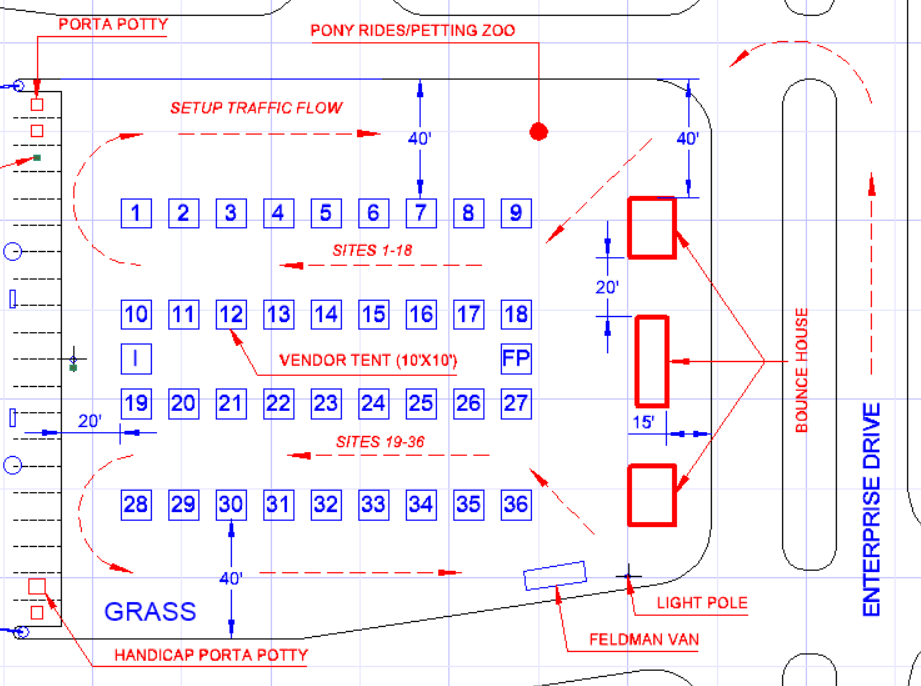 PORTA POTTY
PONY RIDES/PETTING ZOO
SETUP TRAFFIC FLOW
40'
40'
1 2 3 4 5 6 7 8 9
SITES 1-18
20'
10 11 12 13 14 15 16 17 18
I
VENDOR TENT (10'X10')
FP
BOUNCE HOUSE
19 20 21 22 23 24 25 26 27
20'
15'
SITES 19-36
ENTERPRISE DRIVE
28 29 30 31 32 33 34 35 36
40'
GRASS
LIGHT POLE
FELDMAN VAN
HANDICAP PORTA POTTY